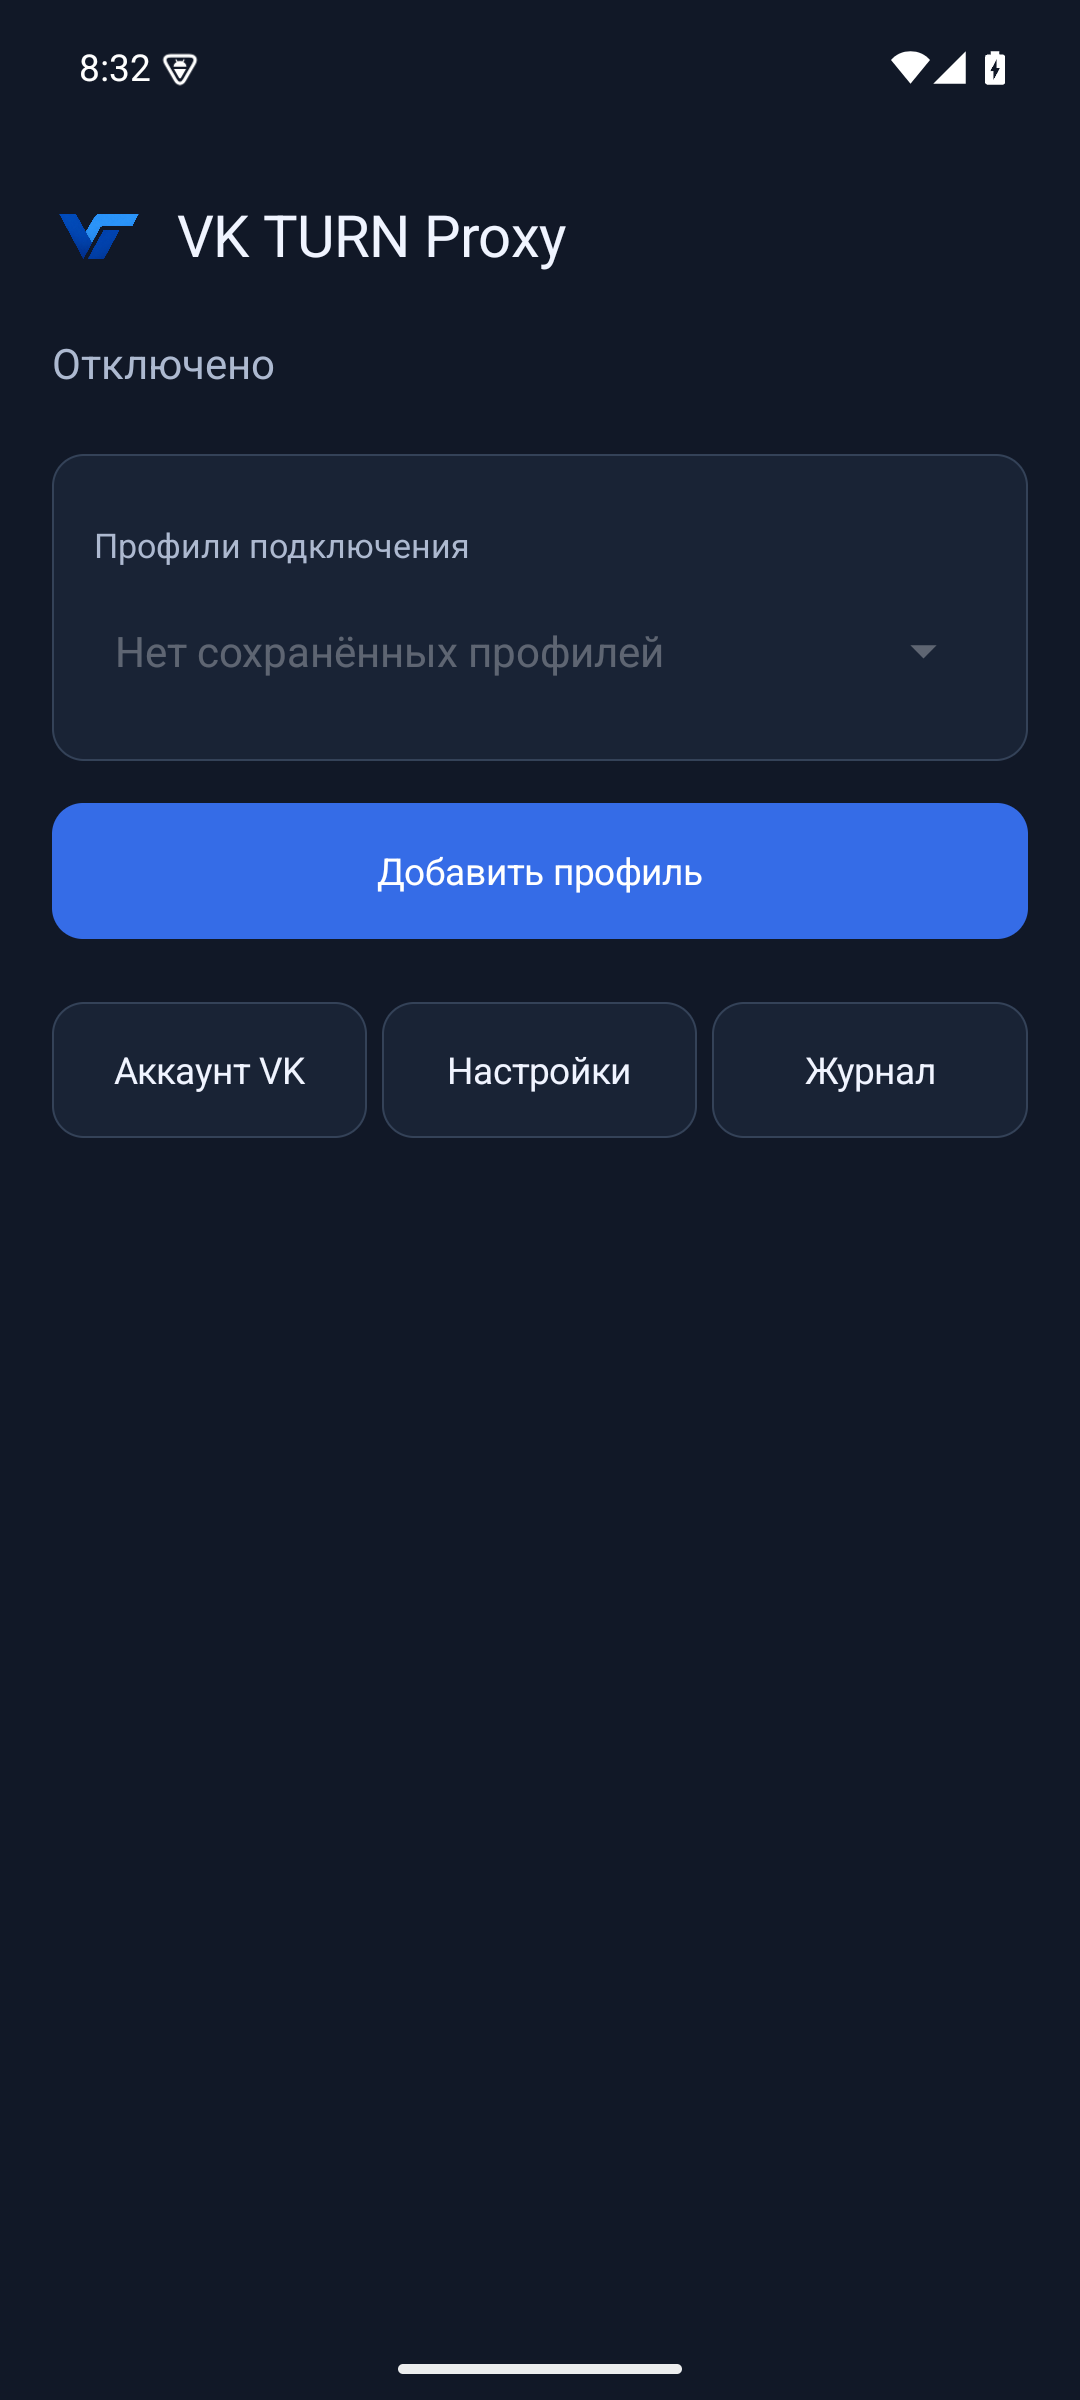 8:32
VK TURN Proxy
Отключено
Профили подключения
Нет сохранённых профилей
Добавить профиль
Аккаунт VK
Настройки
Журнал